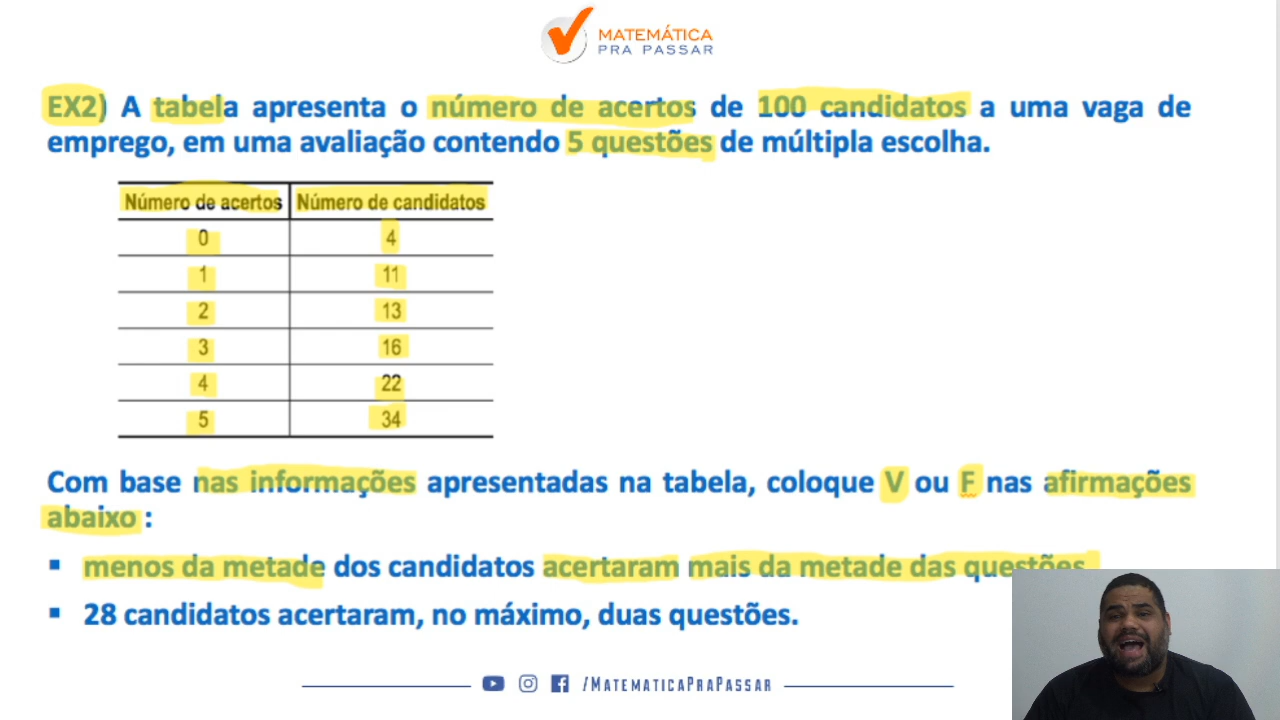 MATEMÁTICA
PRA PASSAR
EX2) A tabela apresenta o número de acertos de 100 candidatos a uma vaga de
emprego, em uma avaliação contendo 5 questões de múltipla escolha.
Número de acertos Número de candidatos
0 4
1 11
2 13
3 16
4 22
5 34
Com base nas informações apresentadas na tabela, coloque V ou F nas afirmações
abaixo :
▪ menos da metade dos candidatos acertaram mais da metade das questões.
▪ 28 candidatos acertaram, no máximo, duas questões.
/MATEMATICAPRAPASSAR